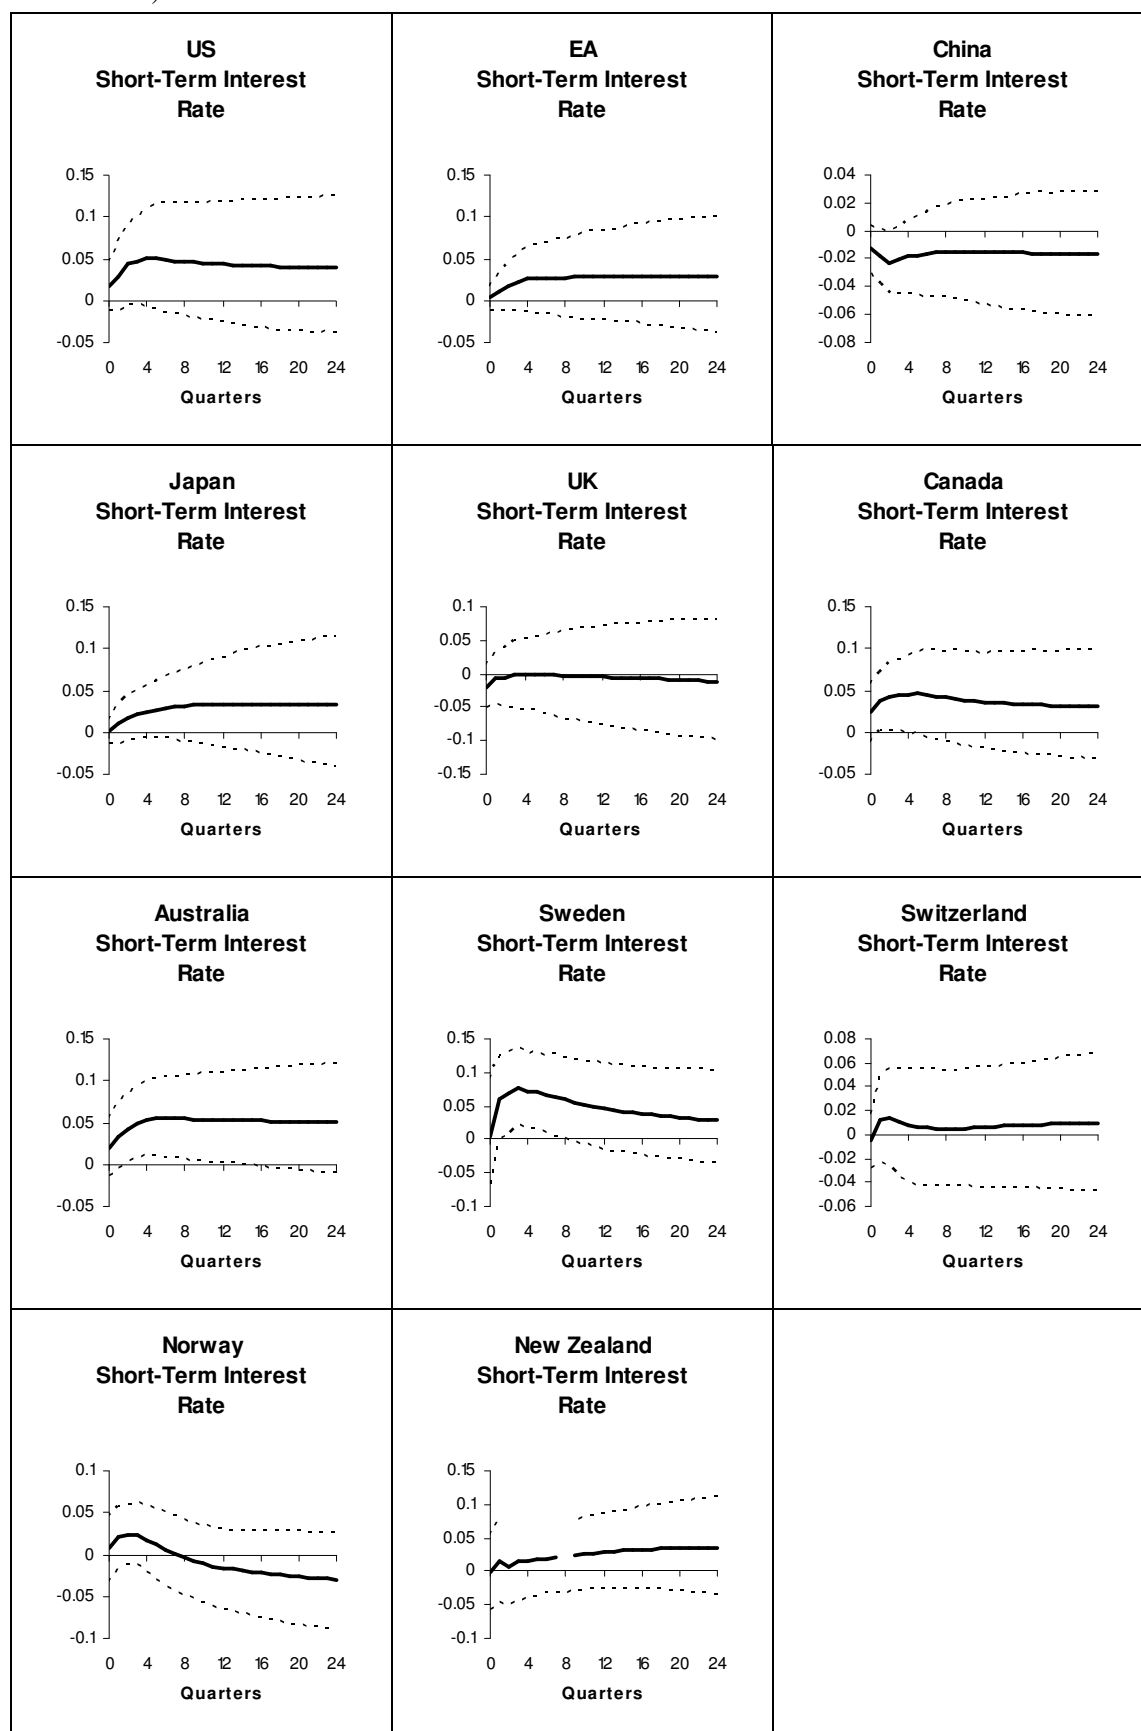 US
Short-Term Interest
Rate
0.15
0.1
0.05
0
-0.05
0 4 8 12 16 20 24
Quarters
EA
Short-Term Interest
Rate
0.15
0.1
0.05
0
-0.05
0 4 8 12 16 20 24
Quarters
China
Short-Term Interest
Rate
0.04
0.02
0
-0.02
-0.04
-0.06
-0.08
0 4 8 12 16 20 24
Quarters
Japan
Short-Term Interest
Rate
0.15
0.1
0.05
0
-0.05
0 4 8 12 16 20 24
Quarters
UK
Short-Term Interest
Rate
0.1
0.05
0
-0.05
-0.1
-0.15
0 4 8 12 16 20 24
Quarters
Canada
Short-Term Interest
Rate
0.15
0.1
0.05
0
-0.05
0 4 8 12 16 20 24
Quarters
Australia
Short-Term Interest
Rate
0.15
0.1
0.05
0
-0.05
0 4 8 12 16 20 24
Quarters
Sweden
Short-Term Interest
Rate
0.15
0.1
0.05
0
-0.05
-0.1
0 4 8 12 16 20 24
Quarters
Switzerland
Short-Term Interest
Rate
0.08
0.06
0.04
0.02
0
-0.02
-0.04
-0.06
0 4 8 12 16 20 24
Quarters
Norway
Short-Term Interest
Rate
0.1
0.05
0
-0.05
-0.1
0 4 8 12 16 20 24
Quarters
New Zealand
Short-Term Interest
Rate
0.15
0.1
0.05
0
-0.05
-0.1
0 4 8 12 16 20 24
Quarters